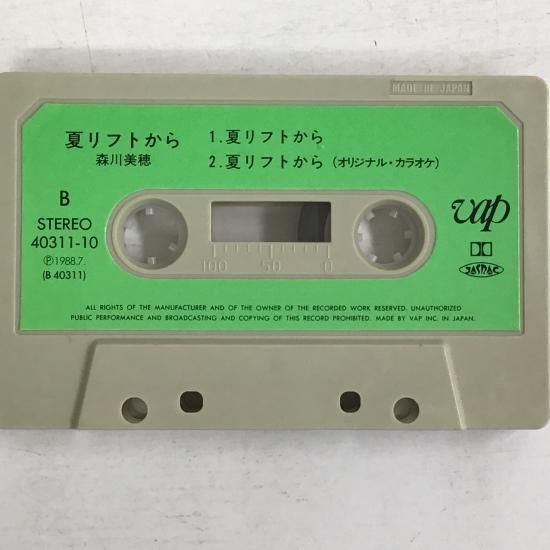 MADE IN JAPAN
夏リフトから
森川美穂
1.夏リフトから
2.夏リフトから(オリジナル・カラオケ)
B
STEREO
40311-10
Ⓟ1988.7.
(B 40311)
vap
JASRAC
100 50 0
ALL RIGHTS OF THE MANUFACTURER AND OF THE OWNER OF THE RECORDED WORK RESERVED. UNAUTHORIZED
PUBLIC PERFORMANCE AND BROADCASTING AND COPYING OF THIS RECORD PROHIBITED. MADE BY VAP INC. IN JAPAN.